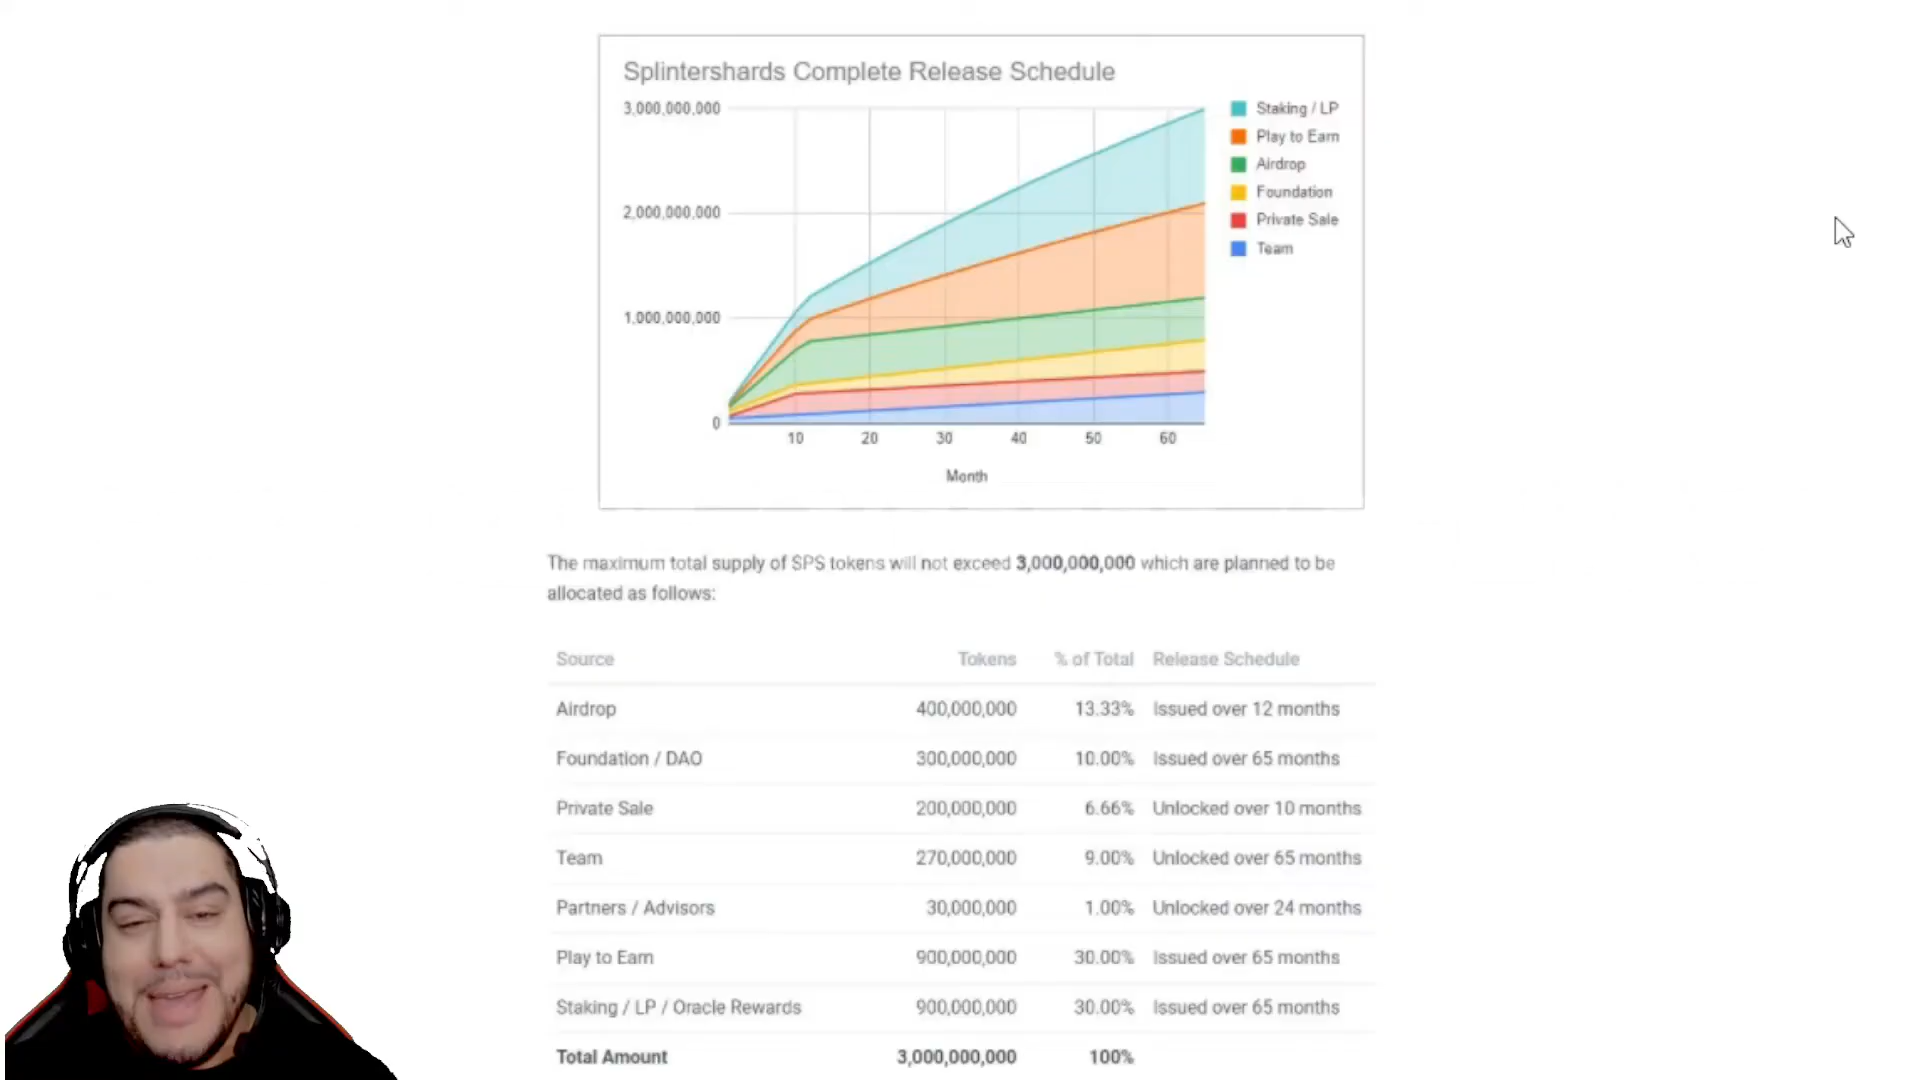 Splintershards Complete Release Schedule
3,000,000,000
2,000,000,000
1,000,000,000
0
10 20 30 40 50 60
Month
Staking / LP
Play to Earn
Airdrop
Foundation
Private Sale
Team
The maximum total supply of SPS tokens will not exceed 3,000,000,000 which are planned to be
allocated as follows:
Source Tokens % of Total Release Schedule
Airdrop 400,000,000 13.33% Issued over 12 months
Foundation / DAO 300,000,000 10.00% Issued over 65 months
Private Sale 200,000,000 6.66% Unlocked over 10 months
Team 270,000,000 9.00% Unlocked over 65 months
Partners / Advisors 30,000,000 1.00% Unlocked over 24 months
Play to Earn 900,000,000 30.00% Issued over 65 months
Staking / LP / Oracle Rewards 900,000,000 30.00% Issued over 65 months
Total Amount 3,000,000,000 100%